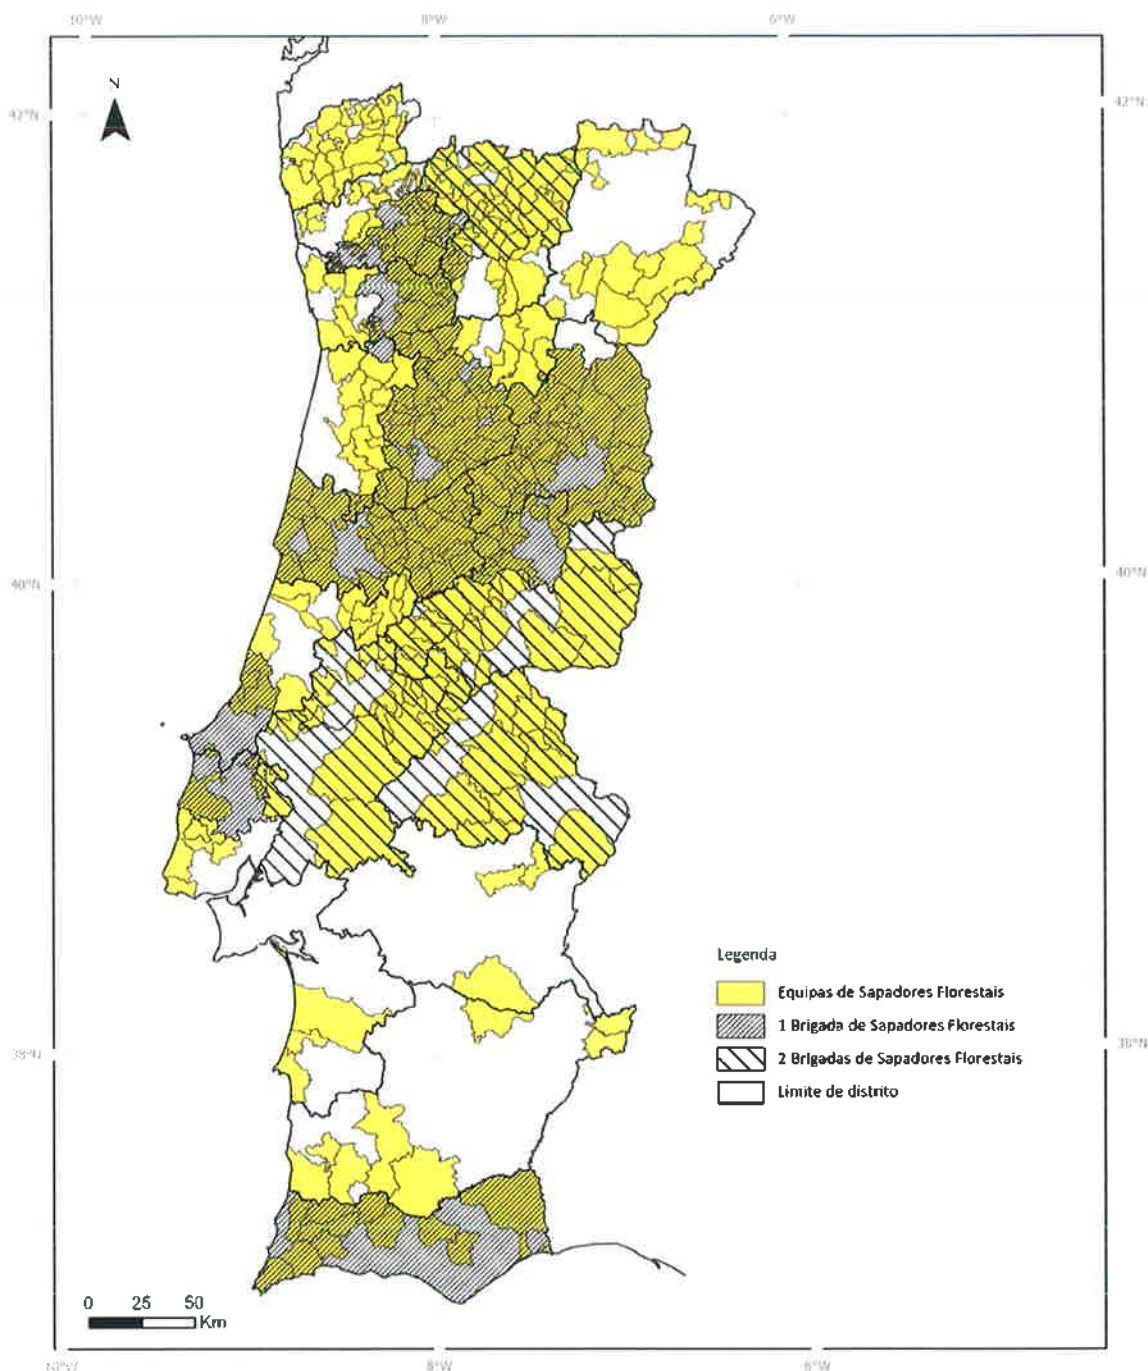 10°W 8°W 6°W
N
42°N 42°N
40°N 40°N
Legenda
Equipas de Sapadores Florestais
1 Brigada de Sapadores Florestais
2 Brigadas de Sapadores Florestais
Limite de distrito
38°N 38°N
0 25 50
Km
10°W 8°W 6°W